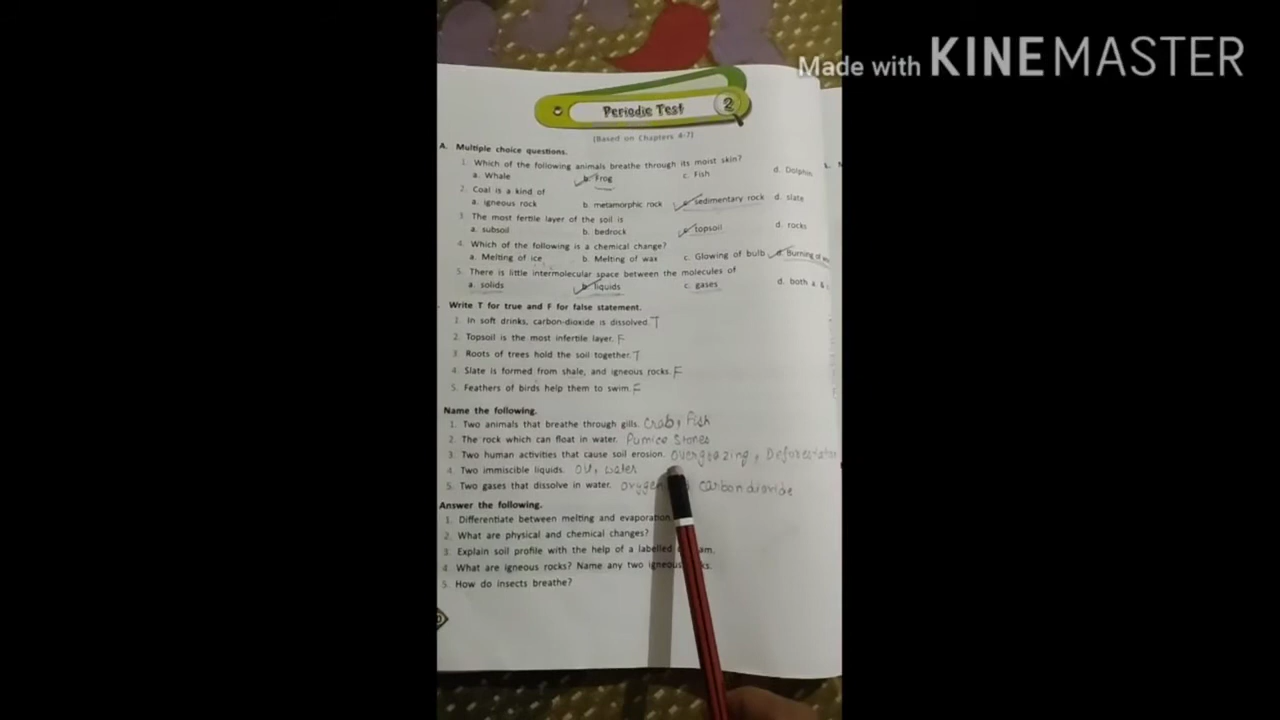 Made with KINEMASTER
Periodic Test 2
[Based on Chapters 4-7]
A. Multiple choice questions.
1. Which of the following animals breathe through its moist skin?
a. Whale b. Frog c. Fish d. Dolphin
2. Coal is a kind of
a. igneous rock b. metamorphic rock c. sedimentary rock d. slate
3. The most fertile layer of the soil is
a. subsoil b. bedrock c. topsoil d. rocks
4. Which of the following is a chemical change?
a. Melting of ice b. Melting of wax c. Glowing of bulb d. Burning of
5. There is little intermolecular space between the molecules of
a. solids b. liquids c. gases d. both a &
Write T for true and F for false statement.
1. In soft drinks, carbon-dioxide is dissolved. T
2. Topsoil is the most infertile layer. F
3. Roots of trees hold the soil together. T
4. Slate is formed from shale, and igneous rocks. F
5. Feathers of birds help them to swim. F
Name the following.
1. Two animals that breathe through gills. Crab, Fish
2. The rock which can float in water. Pumice Stones
3. Two human activities that cause soil erosion. Overgrazing,
4. Two immiscible liquids. Oil, water
5. Two gases that dissolve in water. Oxygen Carbondioxide
Answer the following.
1. Differentiate between melting and evaporation
2. What are physical and chemical changes?
3. Explain soil profile with the help of a labelled
4. What are igneous rocks? Name any two igneous
5. How do insects breathe?